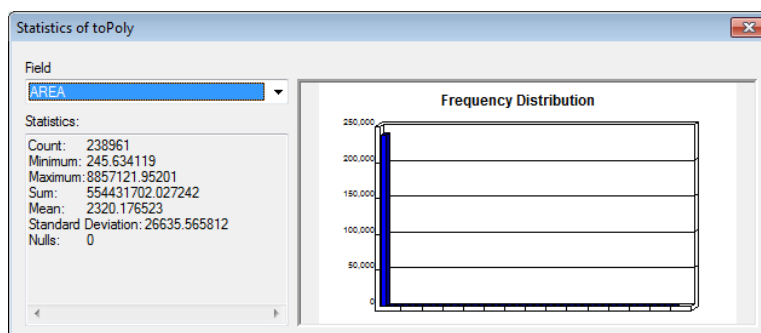 Statistics of toPoly
Field
AREA
Statistics:
Count: 238961
Minimum: 245.634119
Maximum: 8857121.95201
Sum: 554431702.027242
Mean: 2320.176523
Standard Deviation: 26635.565812
Nulls: 0
Frequency Distribution
250,000
200,000
150,000
100,000
50,000
0